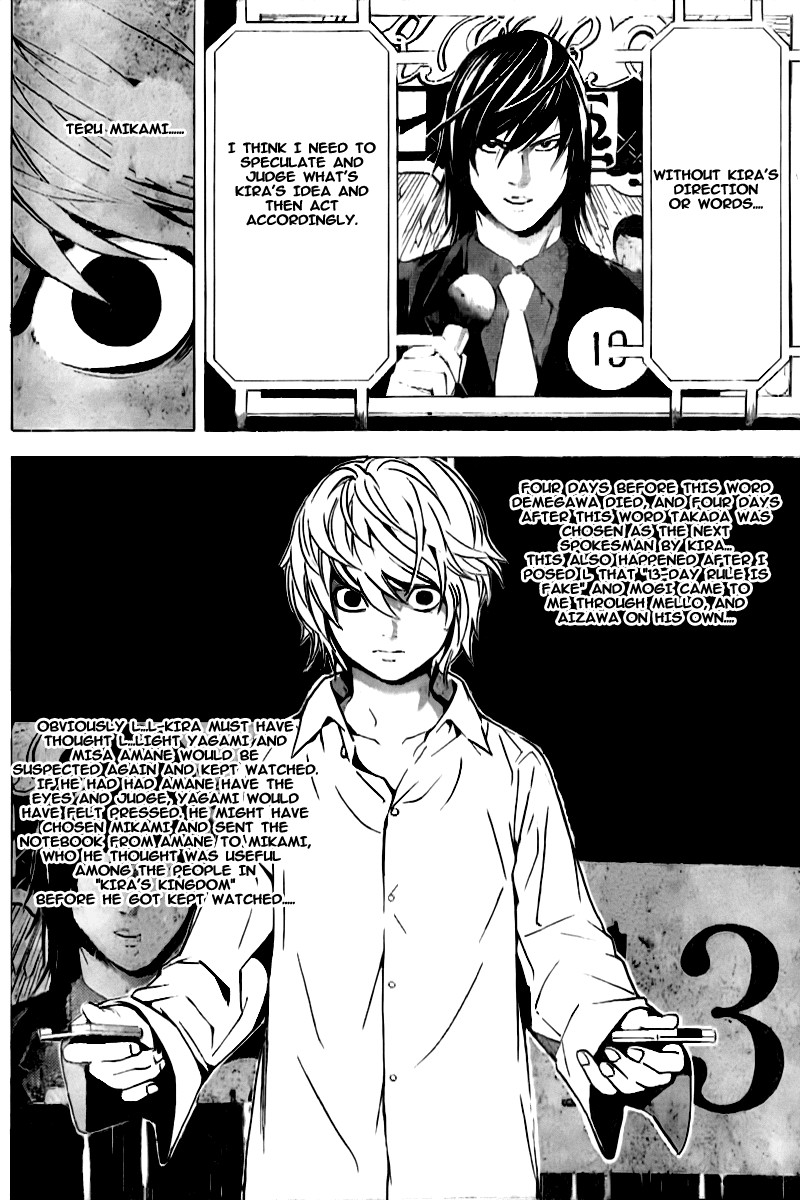 TERU MIKAMI......
I THINK I NEED TO
SPECULATE AND
JUDGE WHAT'S
KIRA'S IDEA AND
THEN ACT
ACCORDINGLY.
WITHOUT KIRA'S
DIRECTION
OR WORDS....
10
FOUR DAYS BEFORE THIS WORD
DEMEGAWA DIED, AND FOUR DAYS
AFTER THIS WORD TAKADA WAS
CHOSEN AS THE NEXT
SPOKESMAN BY KIRA...
THIS ALSO HAPPENED AFTER I
POSED L THAT "13-DAY RULE IS
FAKE" AND MOGI CAME TO
ME THROUGH MELLO, AND
AIZAWA ON HIS OWN....
OBVIOUSLY L...L-KIRA MUST HAVE
THOUGHT L...LIGHT YAGAMI AND
MISA AMANE WOULD BE
SUSPECTED AGAIN AND KEPT WATCHED.
IF HE HAD HAD AMANE HAVE THE
EYES AND JUDGE, YAGAMI WOULD
HAVE FELT PRESSED. HE MIGHT HAVE
CHOSEN MIKAMI AND SENT THE
NOTEBOOK FROM AMANE TO MIKAMI,
WHO HE THOUGHT WAS USEFUL
AMONG THE PEOPLE IN
"KIRA'S KINGDOM"
BEFORE HE GOT KEPT WATCHED.....
3